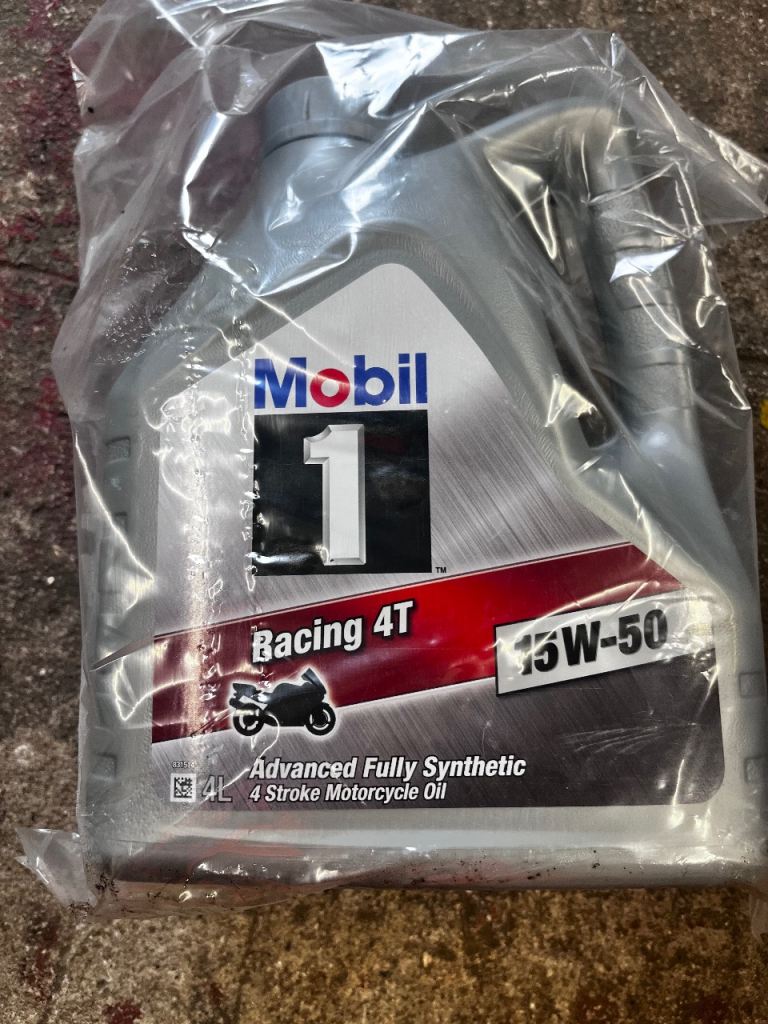 Mobil
1
TM
Racing 4T
15W-50
Advanced Fully Synthetic
4 Stroke Motorcycle Oil
4L